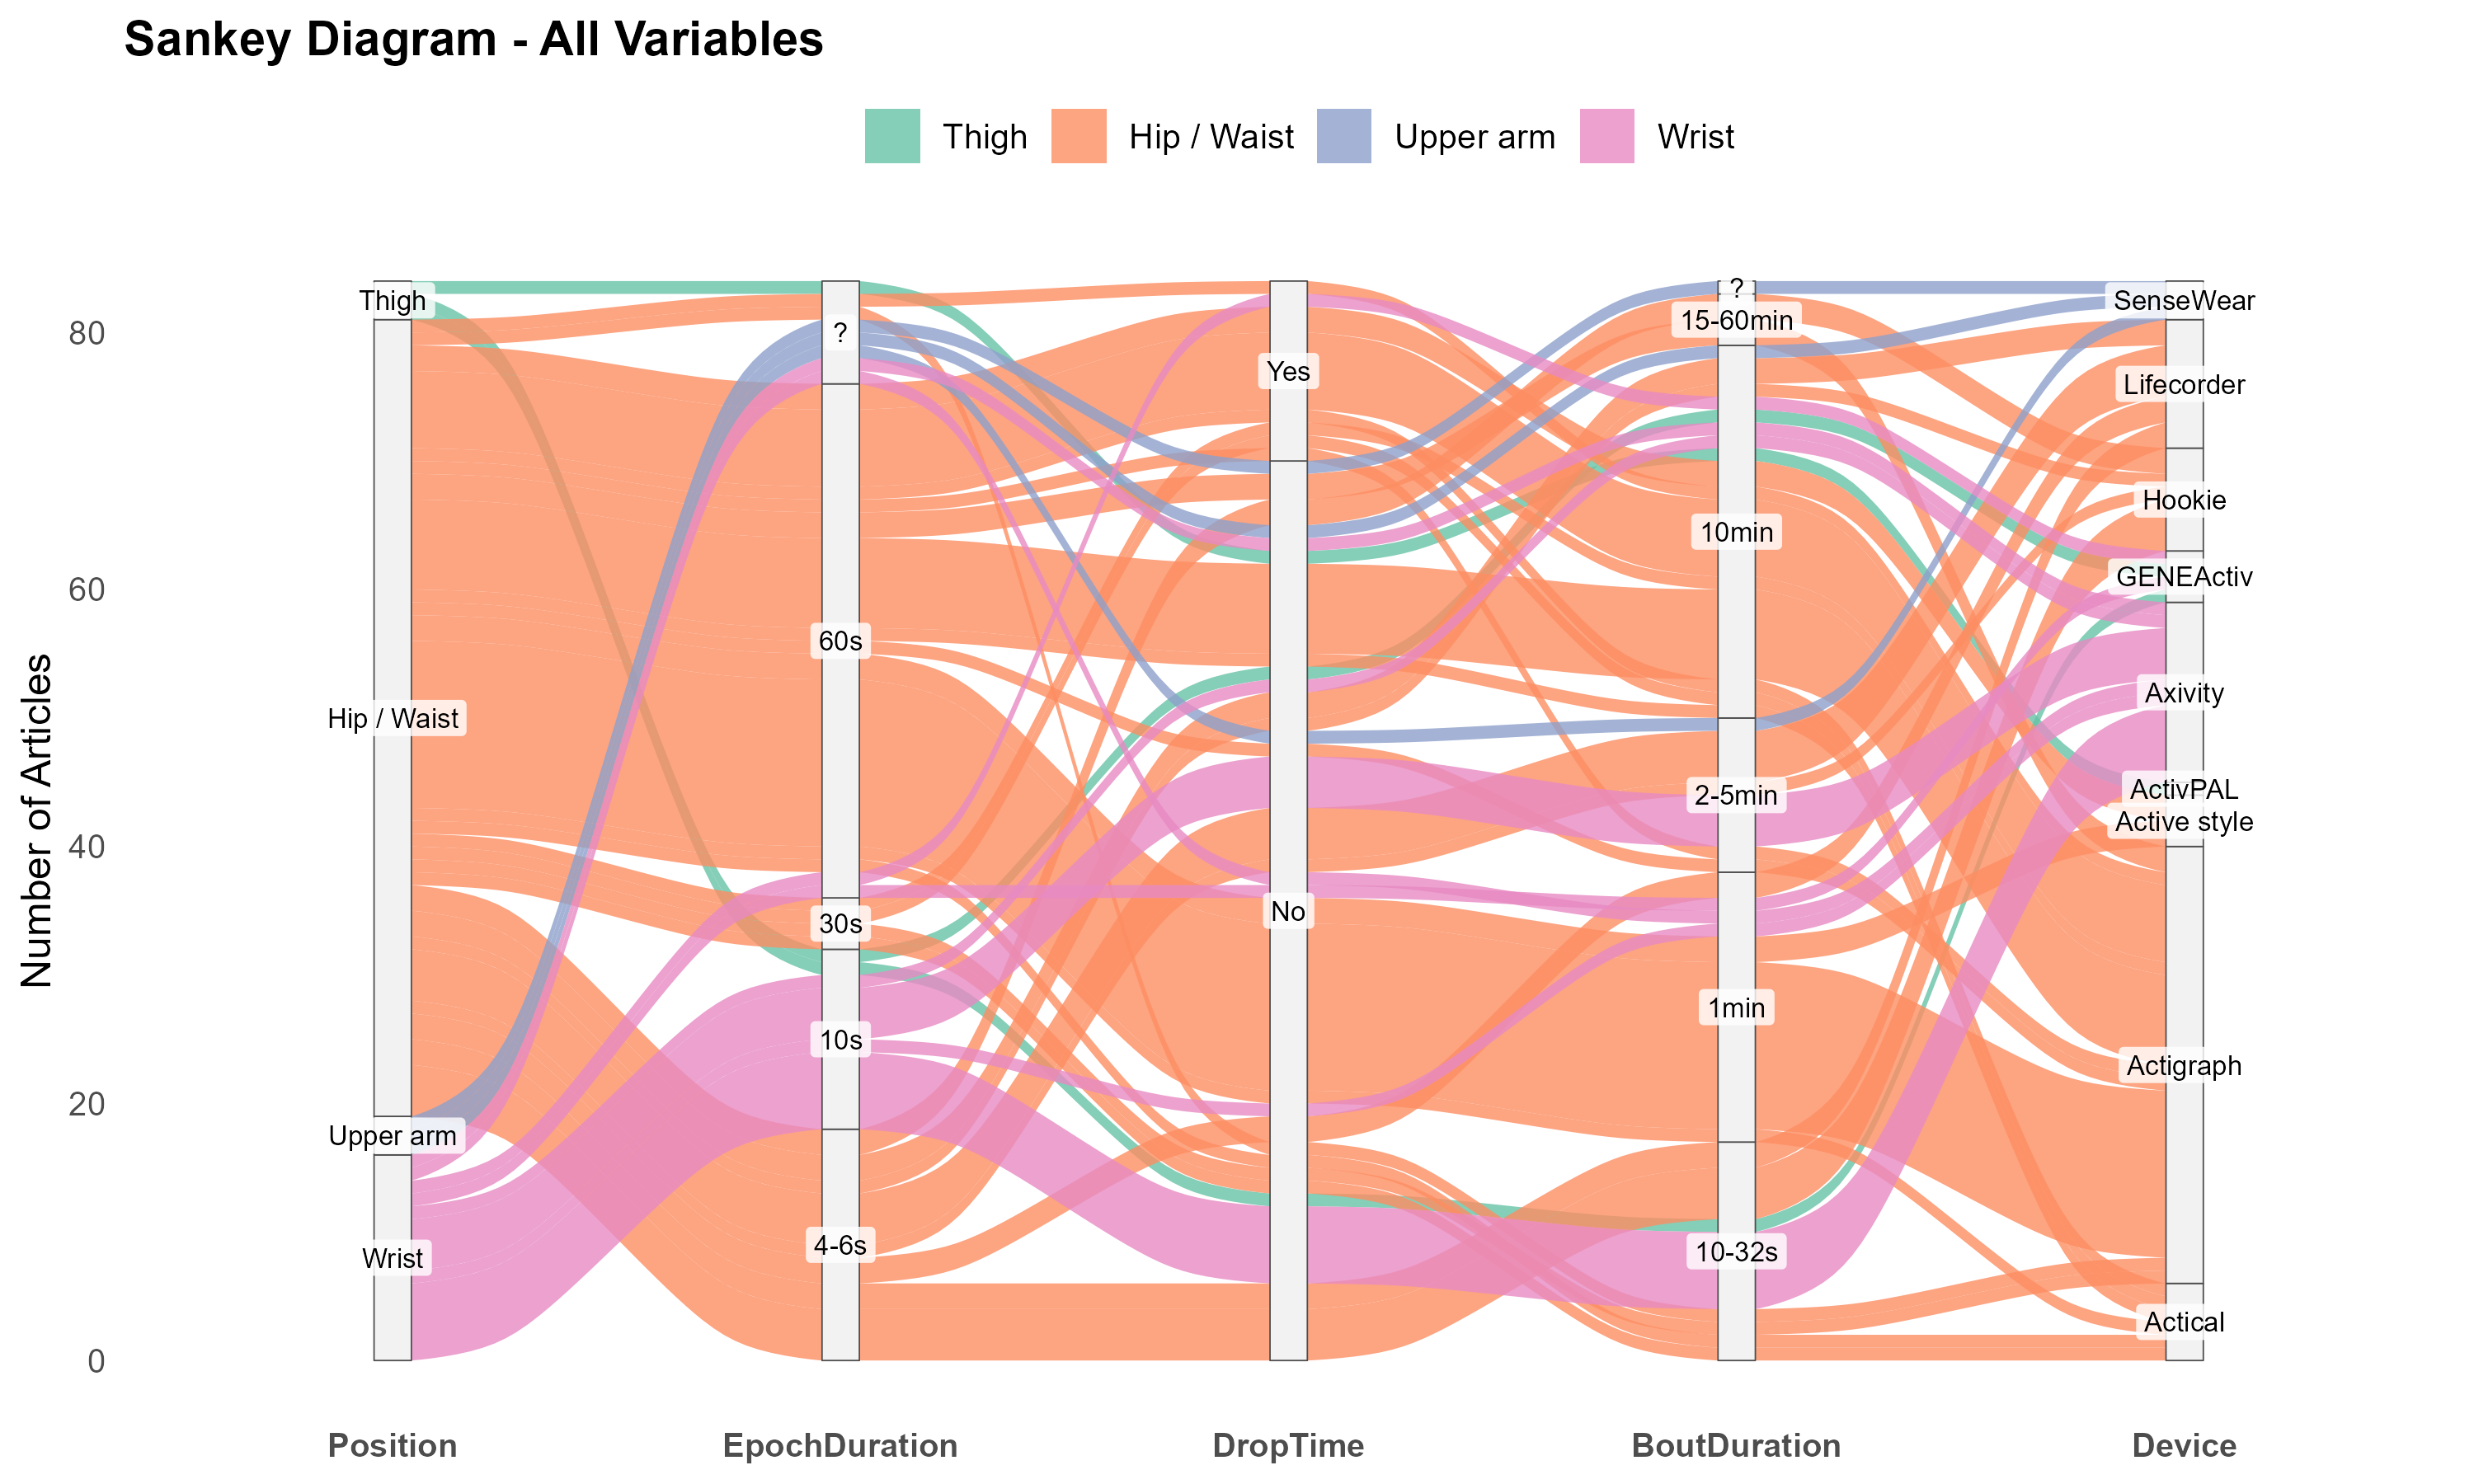 Sankey Diagram - All Variables
Thigh
Hip / Waist
Upper arm
Wrist
Number of Articles
80
60
40
20
0
Thigh
Hip / Waist
Upper arm
Wrist
?
60s
30s
10s
4-6s
Yes
No
?
15-60min
10min
2-5min
1min
10-32s
SenseWear
Lifecorder
Hookie
GENEActiv
Axivity
ActivPAL
Active style
Actigraph
Actical
Position
EpochDuration
DropTime
BoutDuration
Device